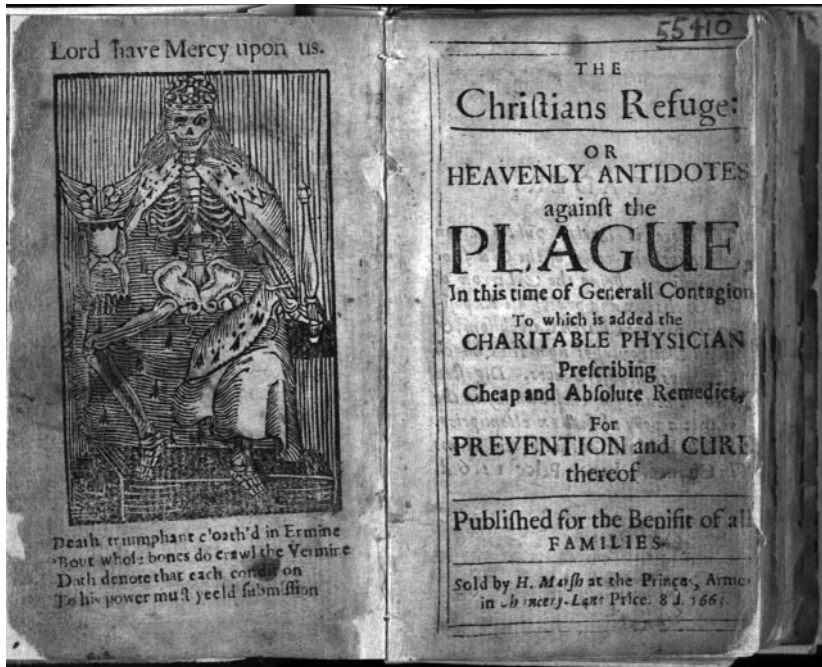 Lord have Mercy upon us.
Death triumphant c'oath'd in Ermine
'Bout whose bones do crawl the Vermine
Doth denote that each condit on
To his power muſt yeeld ſubmiſſion
55410
THE
Chriſtians Refuge:
OR
HEAVENLY ANTIDOTES
againſt the
PLAGUE
In this time of Generall Contagion
To which is added the
CHARITABLE PHYSICIAN
Preſcribing
Cheap and Abſolute Remedies,
For
PREVENTION and CURE
thereof
Publiſhed for the Benifit of all
FAMILIES
Sold by H. Marſh at the Princes Armes
in Chancery-Lane Price. 8 d.